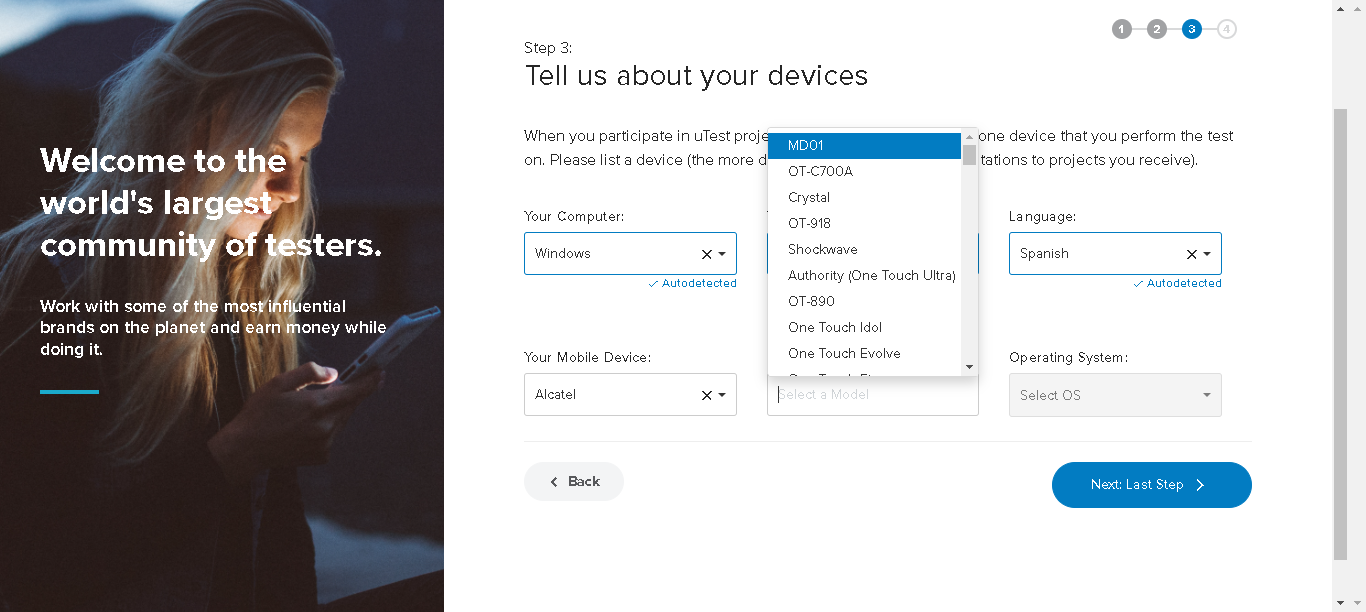 Welcome to the
world's largest
community of testers.
Work with some of the most influential
brands on the planet and earn money while
doing it.
1 2 3 4
Step 3:
Tell us about your devices
When you participate in uTest proje one device that you perform the test
on. Please list a device (the more d tations to projects you receive).
Your Computer:
Windows
Autodetected
Language:
Spanish
Autodetected
MD01
OT-C700A
Crystal
OT-918
Shockwave
Authority (One Touch Ultra)
OT-890
One Touch Idol
One Touch Evolve
Your Mobile Device:
Alcatel
Select a Model
Operating System:
Select OS
Back
Next: Last Step